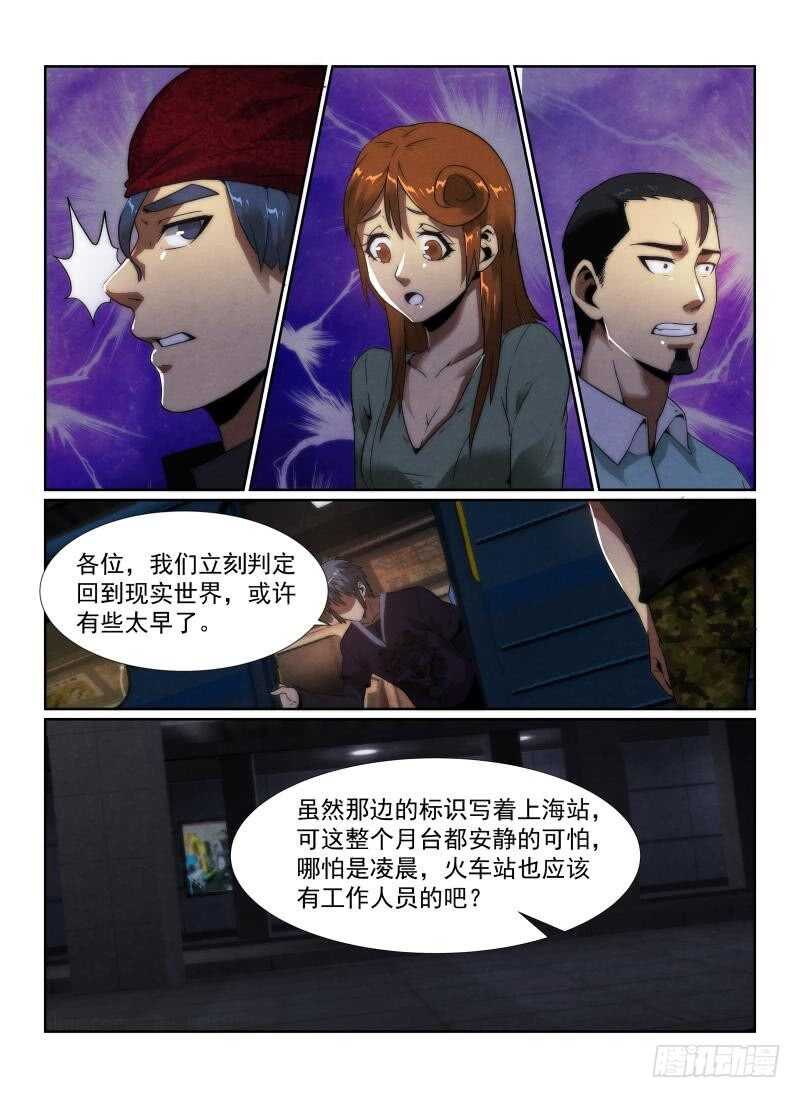 各位，我们立刻判定
回到现实世界，或许
有些太早了。
虽然那边的标识写着上海站，
可这整个月台都安静的可怕，
哪怕是凌晨，火车站也应该
有工作人员的吧？
腾讯动漫